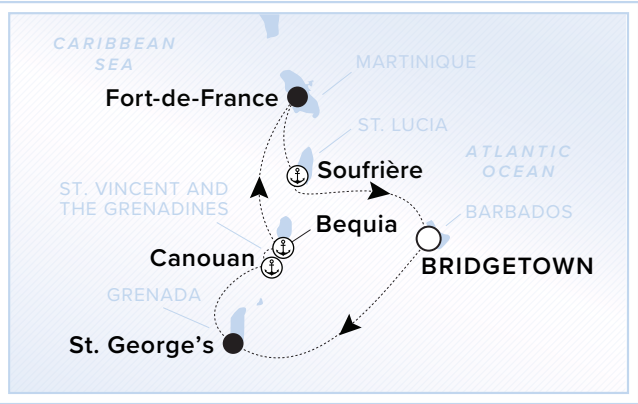 CARIBBEAN
SEA
MARTINIQUE
Fort-de-France
ST. LUCIA
ATLANTIC
OCEAN
Soufrière
ST. VINCENT AND
THE GRENADINES
BARBADOS
Bequia
Canouan
BRIDGETOWN
GRENADA
St. George’s